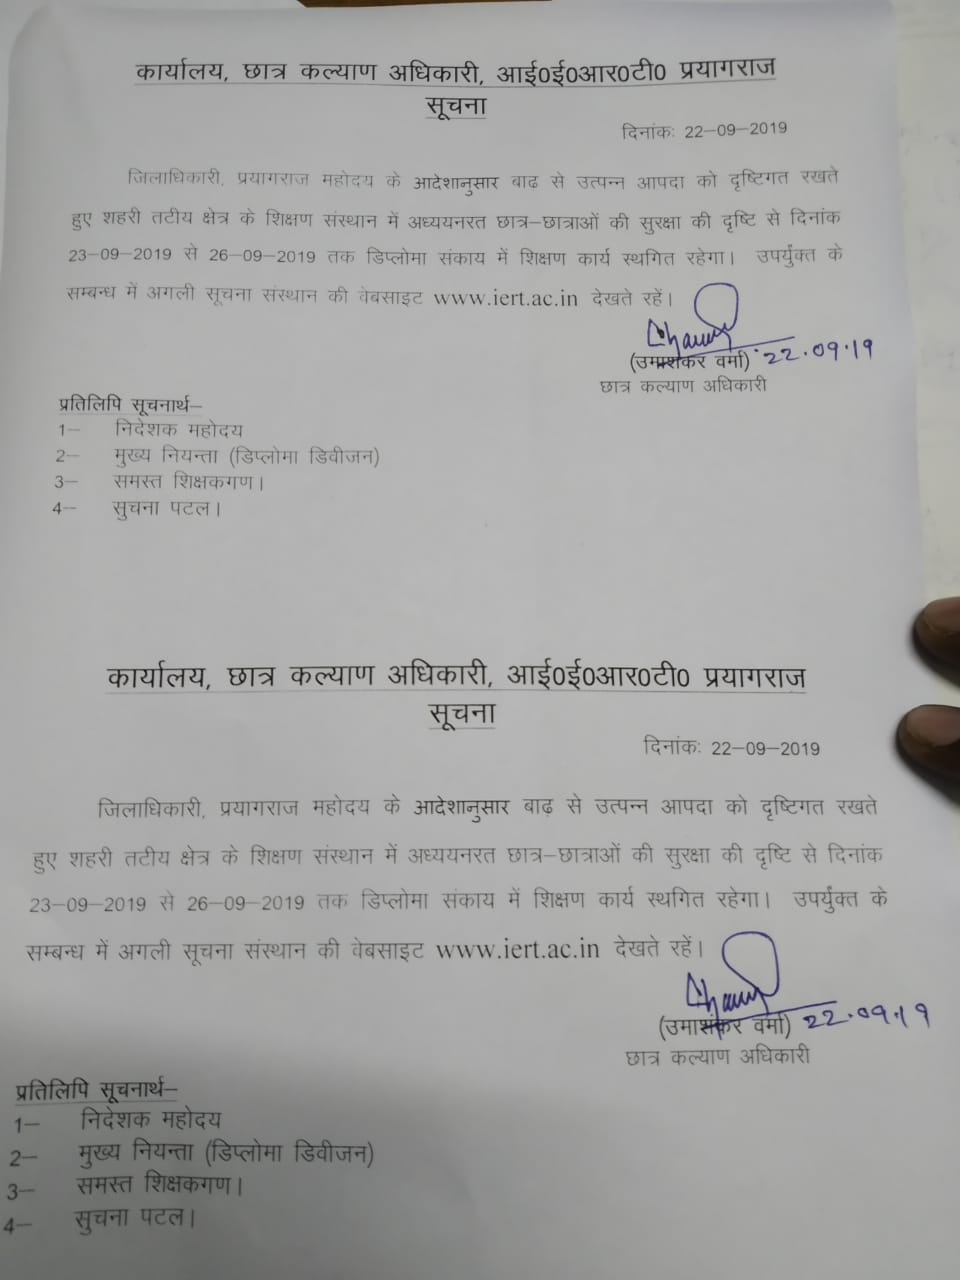 कार्यालय, छात्र कल्याण अधिकारी, आई0ई0आर0टी0 प्रयागराज
सूचना
दिनांकः 22-09-2019
जिलाधिकारी, प्रयागराज महोदय के आदेशानुसार बाढ़ से उत्पन्न आपदा को दृष्टिगत रखते
हुए शहरी तटीय क्षेत्र के शिक्षण संस्थान में अध्ययनरत छात्र-छात्राओं की सुरक्षा की दृष्टि से दिनांक
23-09-2019 से 26-09-2019 तक डिप्लोमा संकाय में शिक्षण कार्य स्थगित रहेगा। उपर्युक्त के
सम्बन्ध में अगली सूचना संस्थान की वेबसाइट www.iert.ac.in देखते रहें।
(उमाशंकर वर्मा) 22.09.19
छात्र कल्याण अधिकारी
प्रतिलिपि सूचनार्थ-
1- निदेशक महोदय
2- मुख्य नियन्ता (डिप्लोमा डिवीजन)
3- समस्त शिक्षकगण।
4- सुचना पटल।
कार्यालय, छात्र कल्याण अधिकारी, आई0ई0आर0टी0 प्रयागराज
सूचना
दिनांकः 22-09-2019
जिलाधिकारी, प्रयागराज महोदय के आदेशानुसार बाढ़ से उत्पन्न आपदा को दृष्टिगत रखते
हुए शहरी तटीय क्षेत्र के शिक्षण संस्थान में अध्ययनरत छात्र-छात्राओं की सुरक्षा की दृष्टि से दिनांक
23-09-2019 से 26-09-2019 तक डिप्लोमा संकाय में शिक्षण कार्य स्थगित रहेगा। उपर्युक्त के
सम्बन्ध में अगली सूचना संस्थान की वेबसाइट www.iert.ac.in देखते रहें।
(उमाशंकर वर्मा) 22.09.19
छात्र कल्याण अधिकारी
प्रतिलिपि सूचनार्थ-
1- निदेशक महोदय
2- मुख्य नियन्ता (डिप्लोमा डिवीजन)
3- समस्त शिक्षकगण।
4- सुचना पटल।